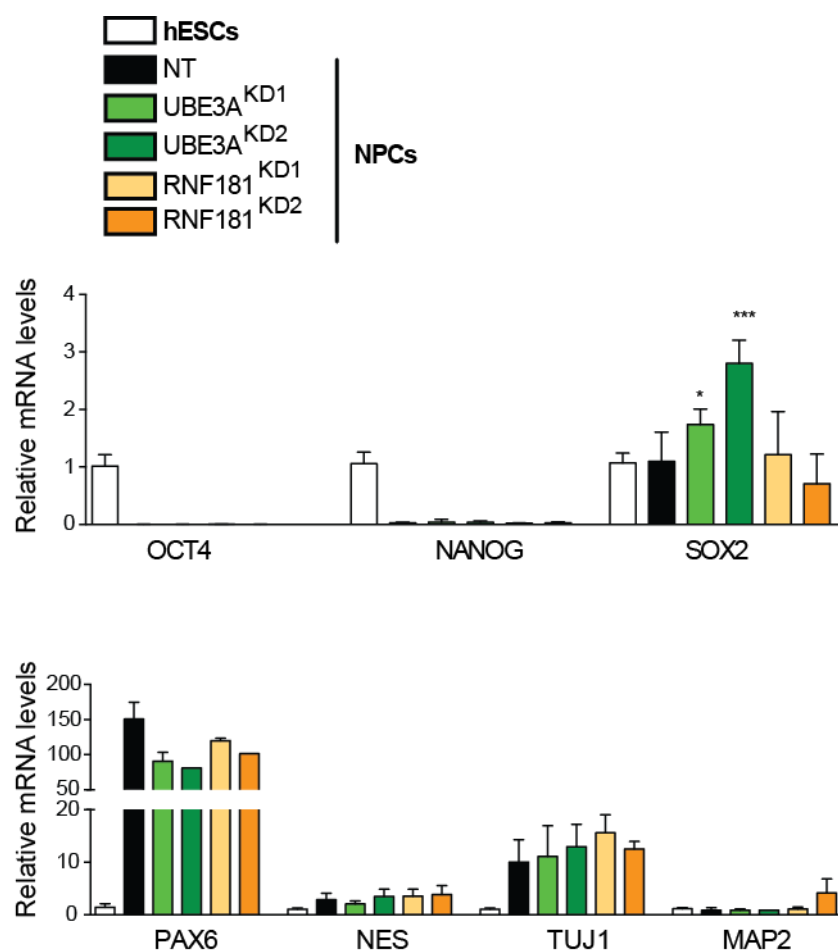 hESCs
NT
UBE3A KD1
UBE3A KD2
RNF181 KD1
RNF181 KD2
NPCs
Relative mRNA levels
4
3
2
1
0
*
***
OCT4 NANOG SOX2
Relative mRNA levels
200
150
100
50
20
10
0
PAX6 NES TUJ1 MAP2